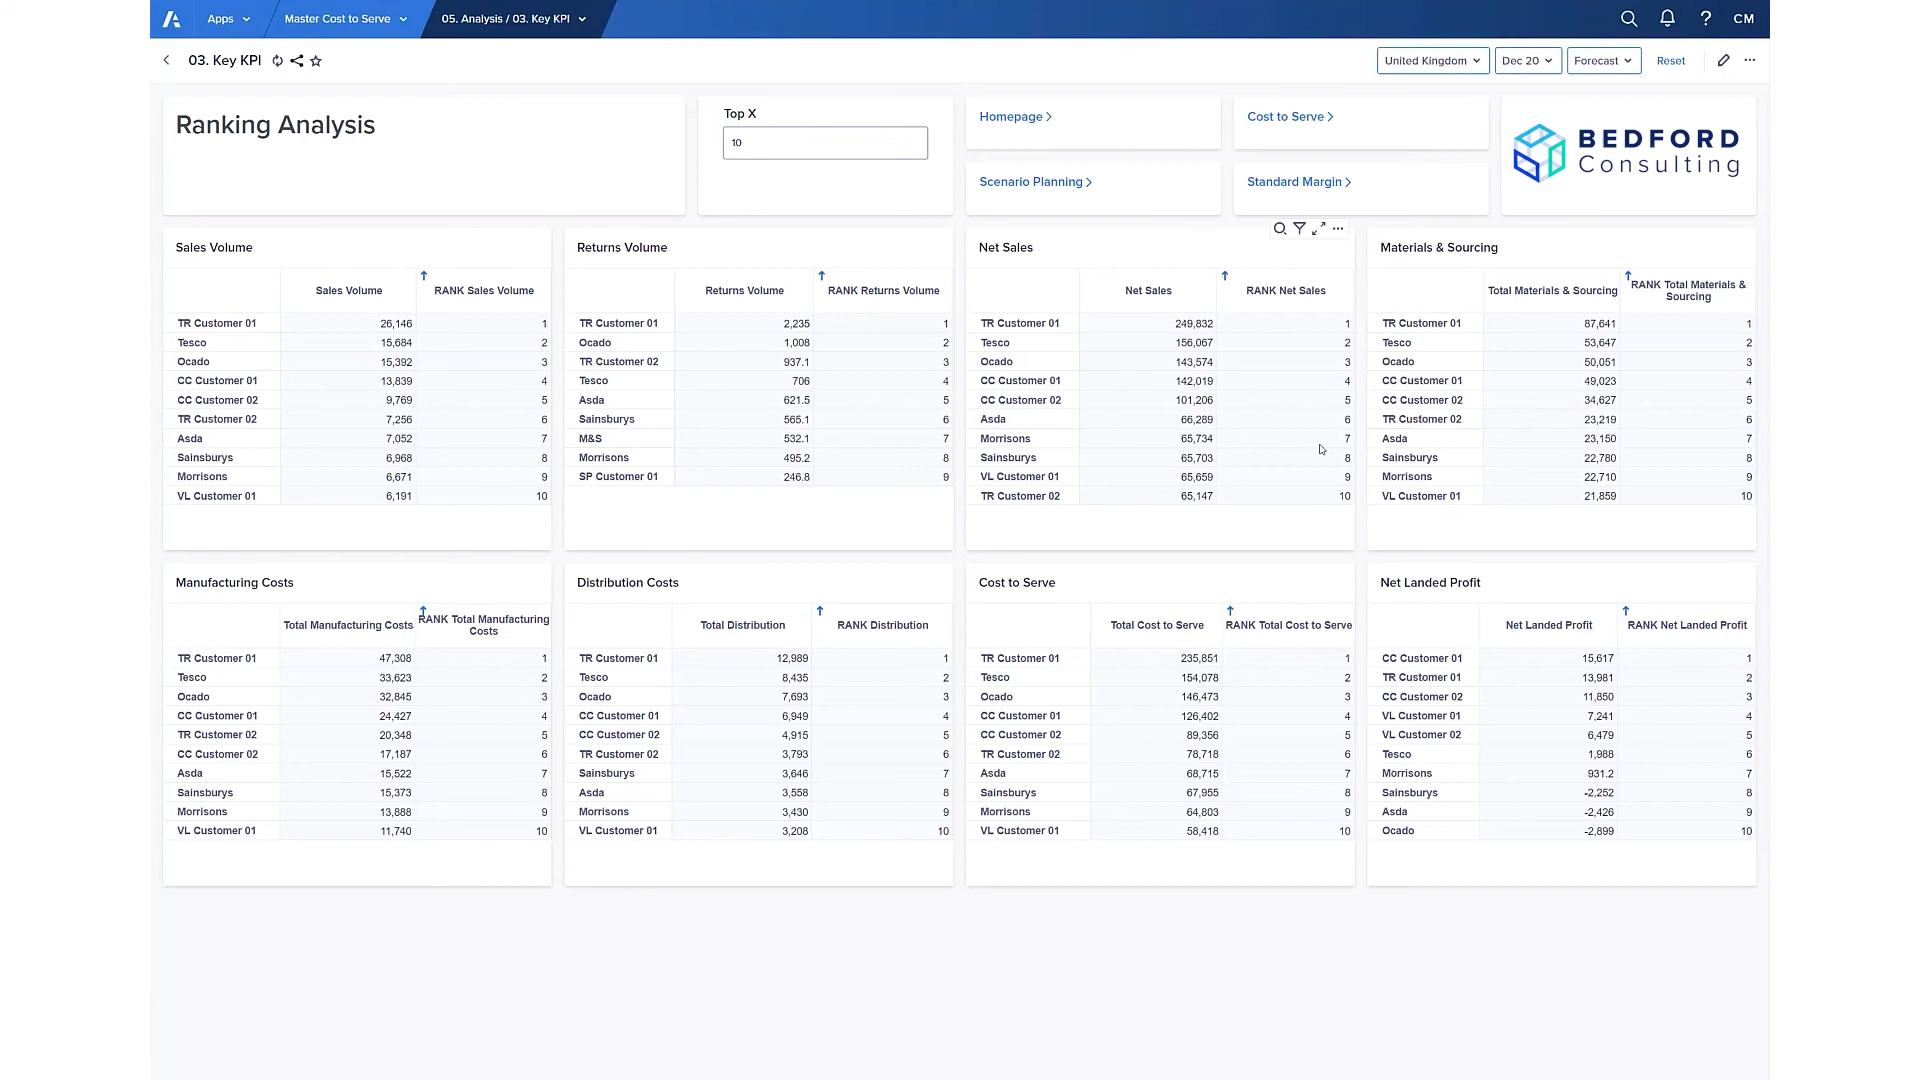 Apps
Master Cost to Serve
05. Analysis / 03. Key KPI
CM
03. Key KPI
United Kingdom
Dec 20
Forecast
Reset
Ranking Analysis
Top X
10
Homepage
Cost to Serve
Scenario Planning
Standard Margin
BEDFORD
Consulting
Sales Volume
Sales Volume RANK Sales Volume
TR Customer 01 26,146 1
Tesco 15,684 2
Ocado 15,392 3
CC Customer 01 13,839 4
CC Customer 02 9,769 5
TR Customer 02 7,256 6
Asda 7,052 7
Sainsburys 6,968 8
Morrisons 6,671 9
VL Customer 01 6,191 10
Returns Volume
Returns Volume RANK Returns Volume
TR Customer 01 2,235 1
Ocado 1,008 2
TR Customer 02 937.1 3
Tesco 706 4
Asda 621.5 5
Sainsburys 565.1 6
M&S 532.1 7
Morrisons 495.2 8
SP Customer 01 246.8 9
Net Sales
Net Sales RANK Net Sales
TR Customer 01 249,832 1
Tesco 156,067 2
Ocado 143,574 3
CC Customer 01 142,019 4
CC Customer 02 101,206 5
Asda 66,289 6
Morrisons 65,734 7
Sainsburys 65,703 8
VL Customer 01 65,659 9
TR Customer 02 65,147 10
Materials & Sourcing
Total Materials & Sourcing RANK Total Materials &
Sourcing
TR Customer 01 87,641 1
Tesco 53,647 2
Ocado 50,051 3
CC Customer 01 49,023 4
CC Customer 02 34,627 5
TR Customer 02 23,219 6
Asda 23,150 7
Sainsburys 22,780 8
Morrisons 22,710 9
VL Customer 01 21,859 10
Manufacturing Costs
Total Manufacturing Costs RANK Total Manufacturing
Costs
TR Customer 01 47,308 1
Tesco 33,623 2
Ocado 32,845 3
CC Customer 01 24,427 4
TR Customer 02 20,348 5
CC Customer 02 17,187 6
Asda 15,522 7
Sainsburys 15,373 8
Morrisons 13,888 9
VL Customer 01 11,740 10
Distribution Costs
Total Distribution RANK Distribution
TR Customer 01 12,989 1
Tesco 8,435 2
Ocado 7,693 3
CC Customer 01 6,949 4
CC Customer 02 4,915 5
TR Customer 02 3,793 6
Sainsburys 3,646 7
Asda 3,558 8
Morrisons 3,430 9
VL Customer 01 3,208 10
Cost to Serve
Total Cost to Serve RANK Total Cost to Serve
TR Customer 01 235,851 1
Tesco 154,078 2
Ocado 146,473 3
CC Customer 01 126,402 4
CC Customer 02 89,356 5
TR Customer 02 78,718 6
Asda 68,715 7
Sainsburys 67,955 8
Morrisons 64,803 9
VL Customer 01 58,418 10
Net Landed Profit
Net Landed Profit RANK Net Landed Profit
CC Customer 01 15,617 1
TR Customer 01 13,981 2
CC Customer 02 11,850 3
VL Customer 01 7,241 4
VL Customer 02 6,479 5
Tesco 1,988 6
Morrisons 931.2 7
Sainsburys -2,252 8
Asda -2,426 9
Ocado -2,899 10